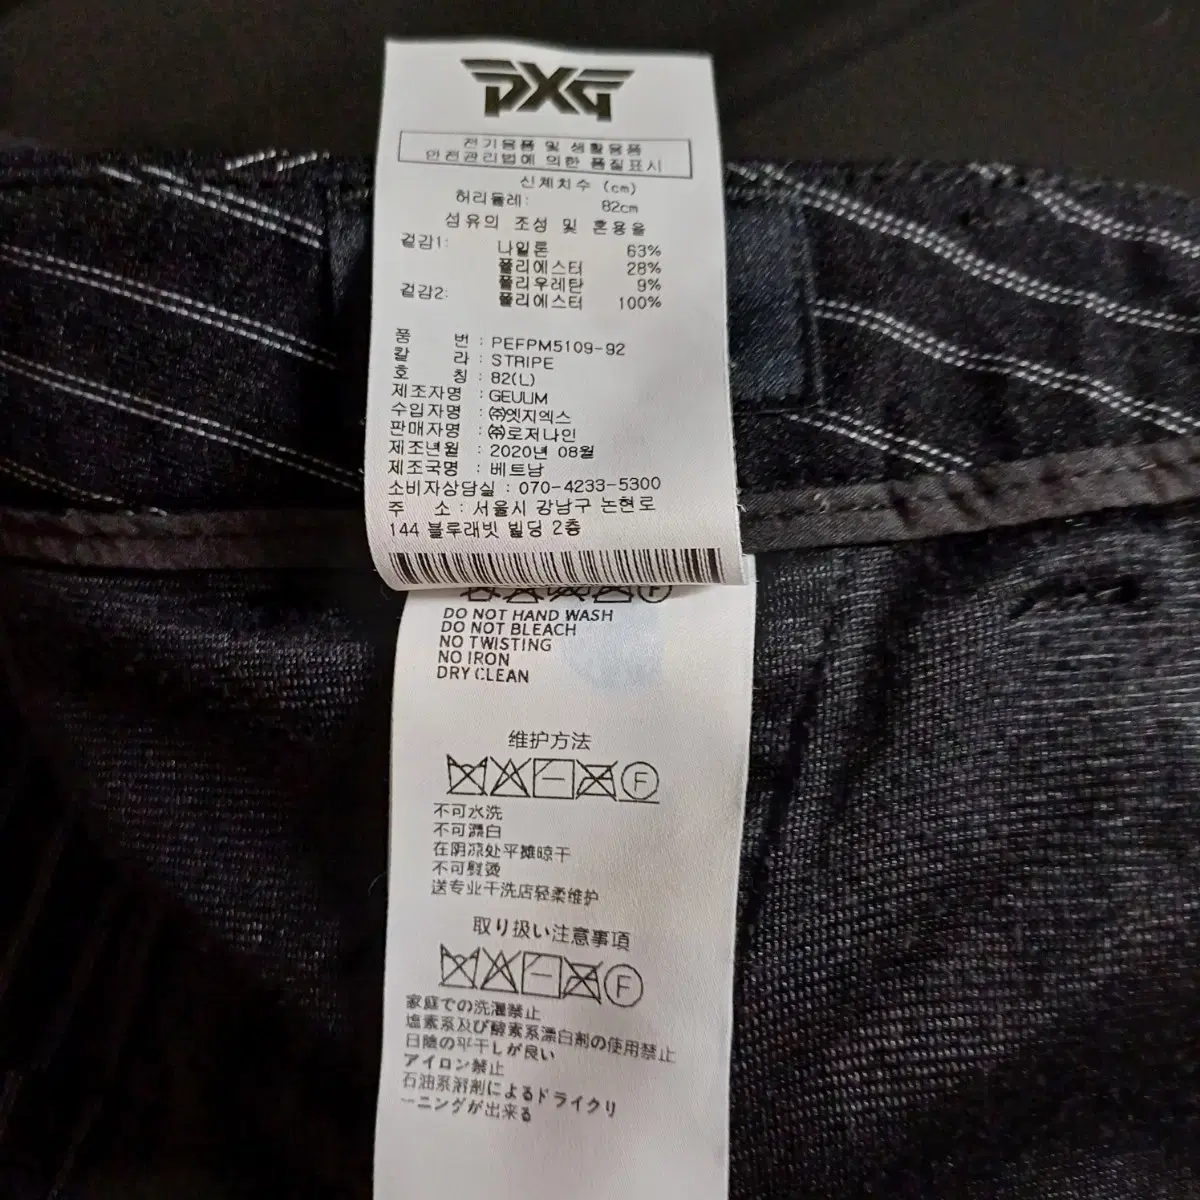 PXG
전기용품 및 생활용품
안전관리법에 의한 품질표시
신체치수 (cm)
허리둘레: 82cm
섬유의 조성 및 혼용율
겉감1: 나일론 63%
폴리에스터 28%
폴리우레탄 9%
겉감2: 폴리에스터 100%
품 번 : PEFPM5109-92
칼 라 : STRIPE
호 칭 : 82(L)
제조자명 : GEULIM
수입자명 : ㈜엣지엑스
판매자명 : ㈜로저나인
제조년월 : 2020년 08월
제조국명 : 베트남
소비자상담실 : 070-4233-5300
주 소 : 서울시 강남구 논현로
144 블루래빗 빌딩 2층
DO NOT HAND WASH
DO NOT BLEACH
NO TWISTING
NO IRON
DRY CLEAN
维护方法
F
不可水洗
不可漂白
在阴凉处平摊晾干
不可熨烫
送专业干洗店轻柔维护
取り扱い注意事項
F
家庭での洗濯禁止
塩素系及び酵素系漂白剤の使用禁止
日陰の平干しが良い
アイロン禁止
石油系溶剤によるドライクリ
ーニングが出来る